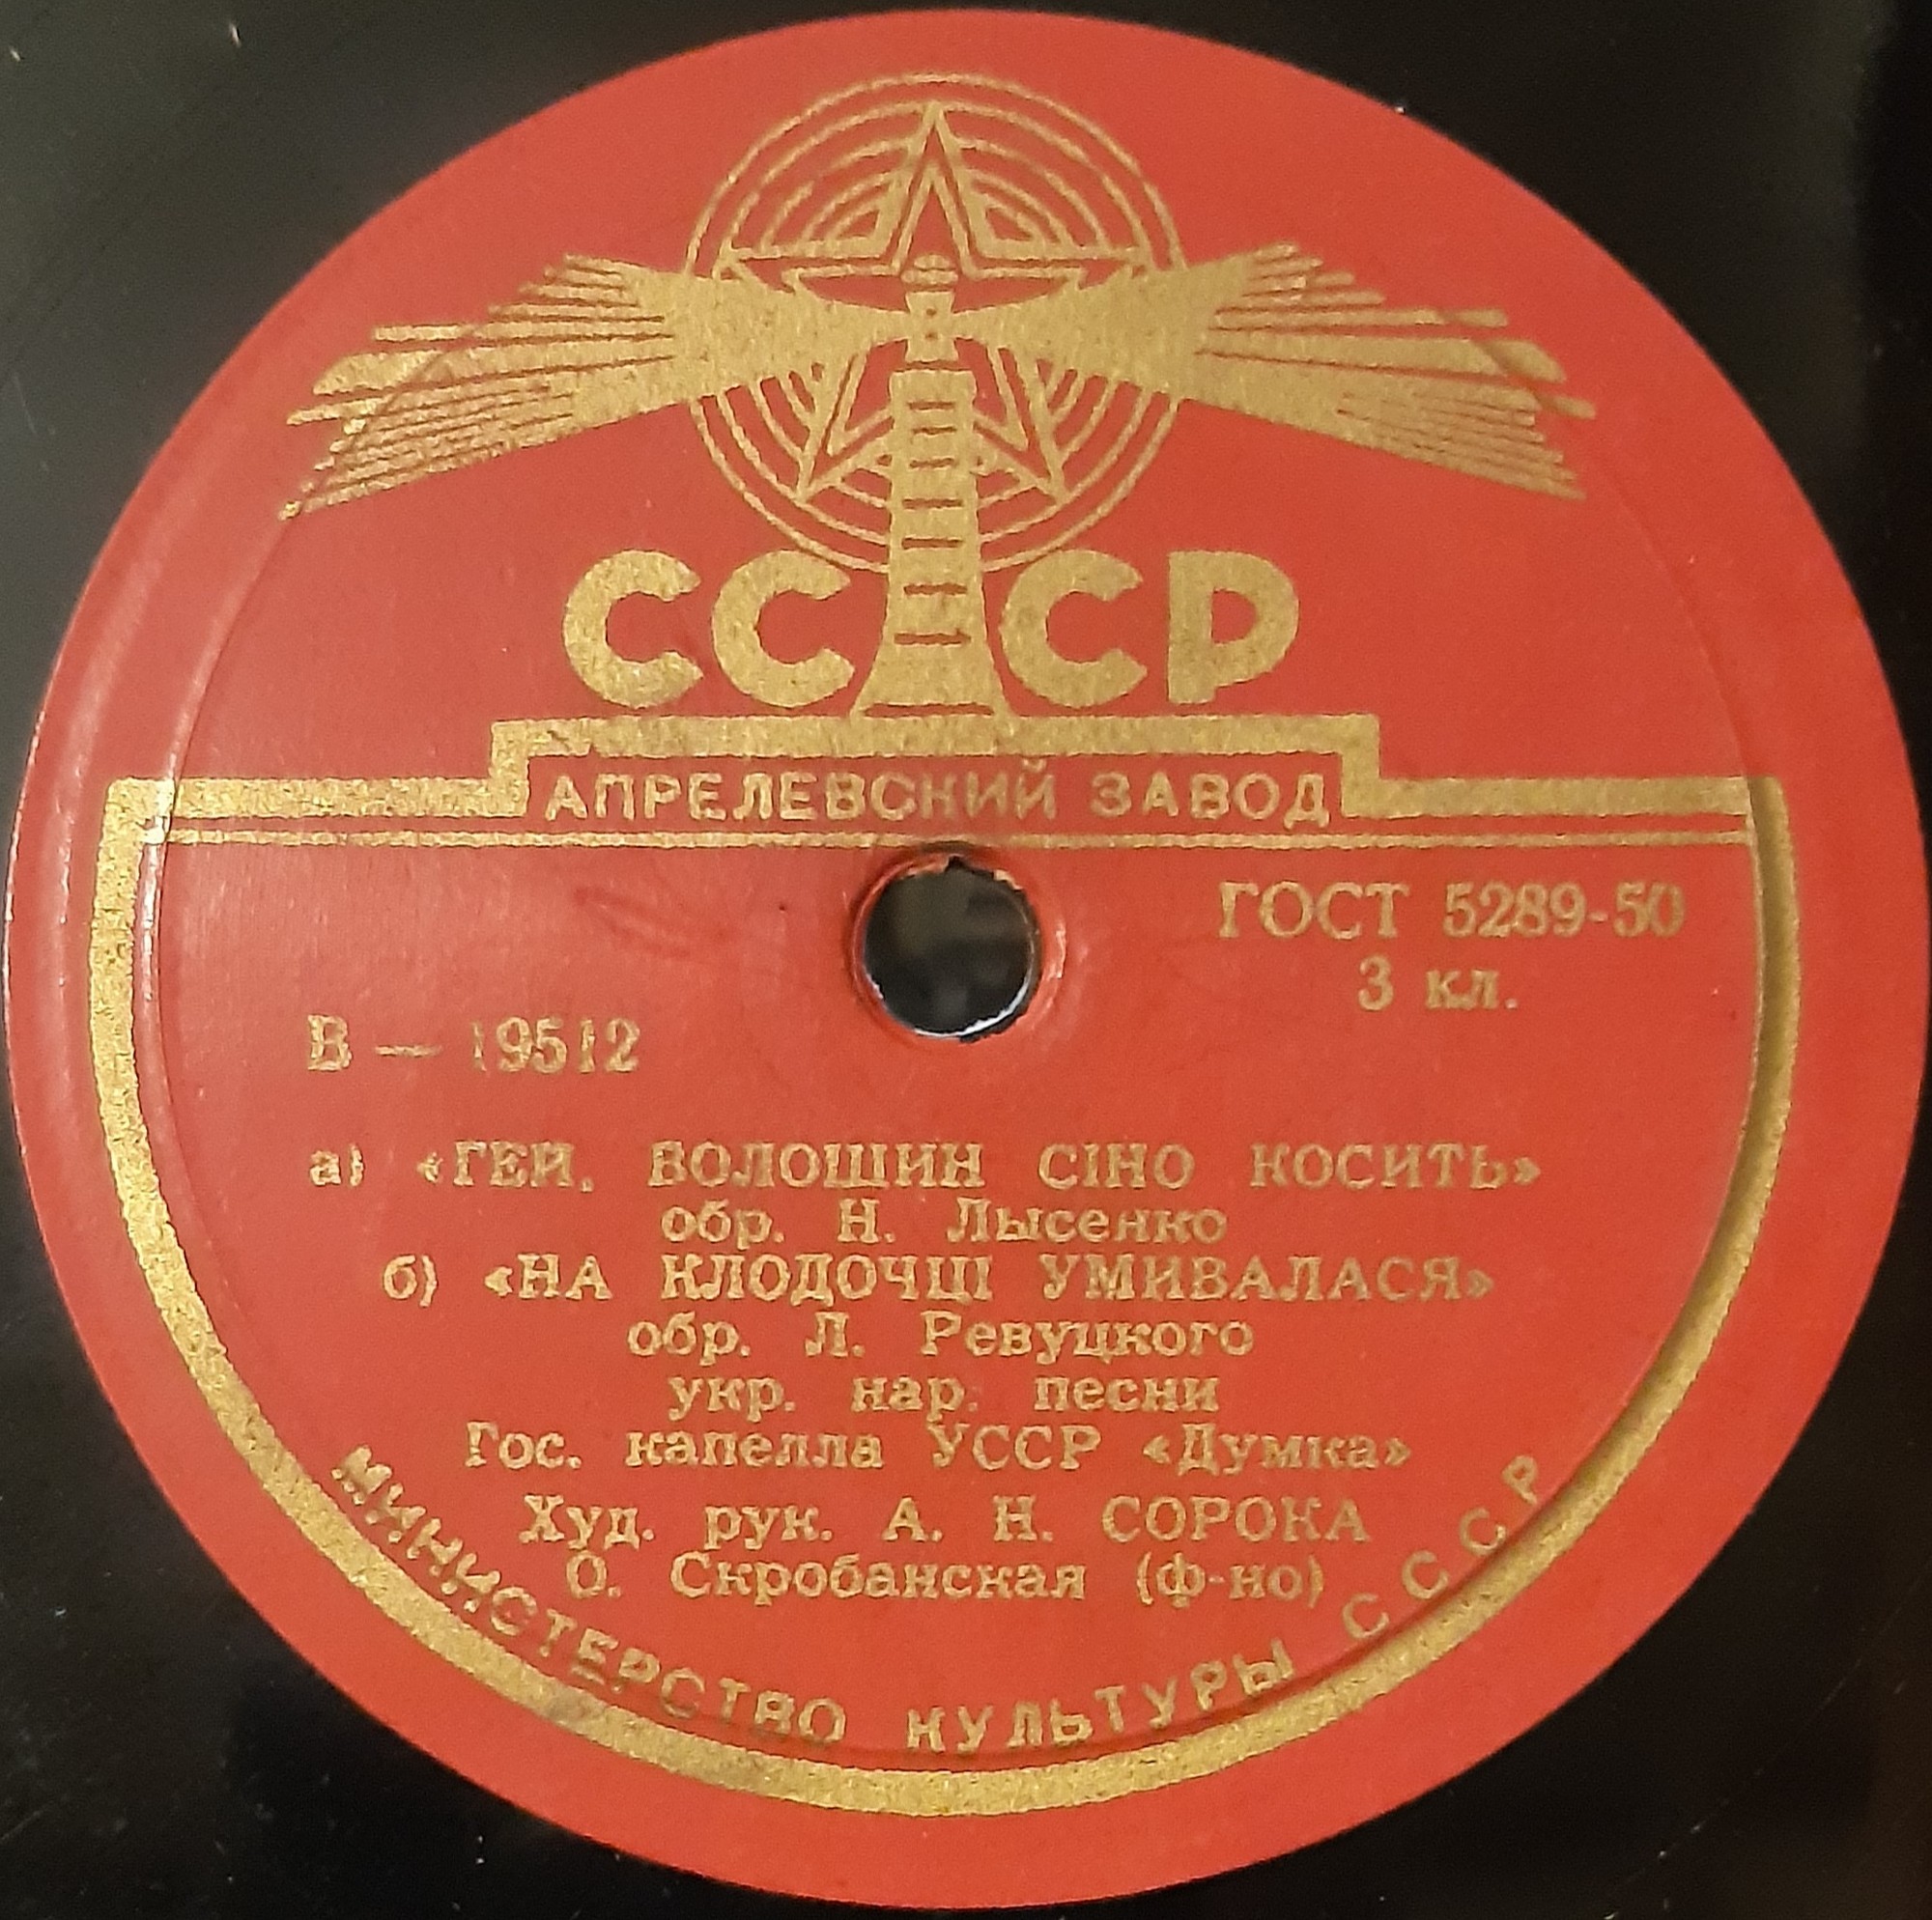 СССР
АПРЕЛЕВСКИЙ ЗАВОД
ГОСТ 5289-50
3 кл.
В — 19512
а) «ГЕЙ, ВОЛОШИН СІНО КОСИТЬ»
обр. Н. Лысенко
б) «НА КЛОДОЧЦІ УМИВАЛАСЯ»
обр. Л. Ревуцкого
укр. нар. песни
Гос. капелла УССР «Думка»
Худ. рук. А. Н. СОРОКА
О. Скробанская (ф-но)
МИНИСТЕРСТВО КУЛЬТУРЫ СССР